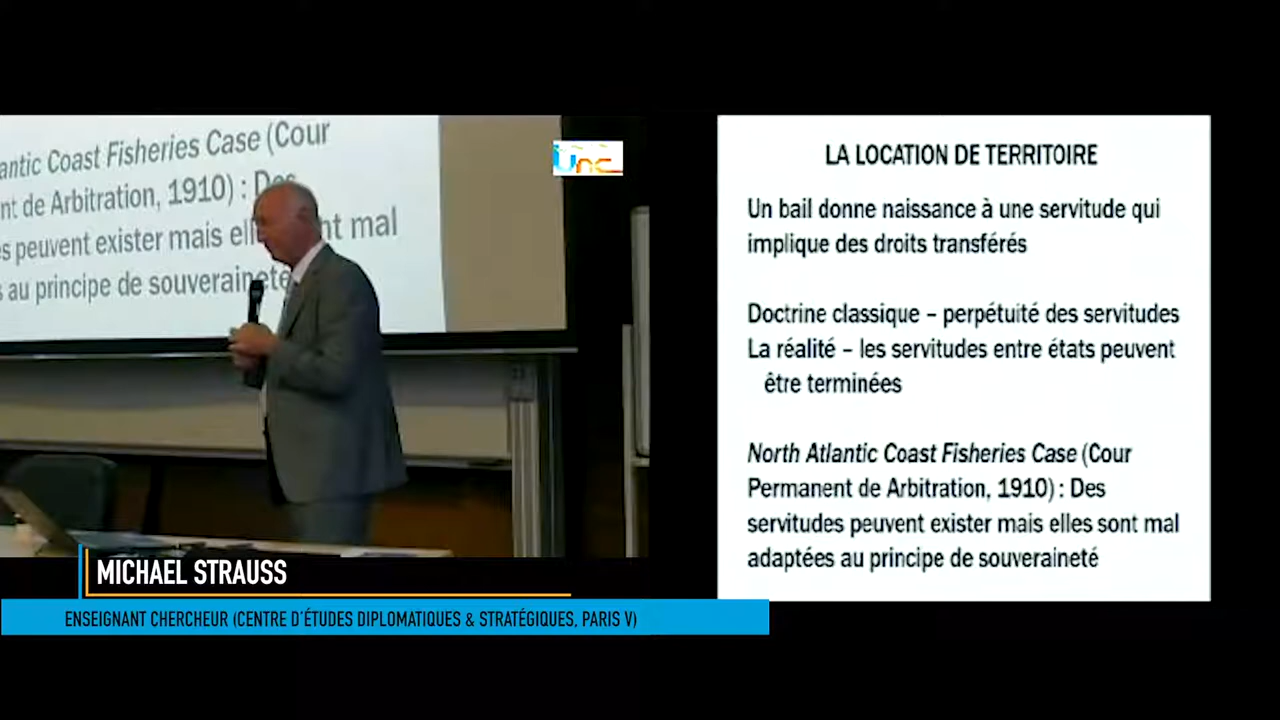 antic Coast Fisheries Case (Cour
nt de Arbitration, 1910) : Des
s peuvent exister mais ell nt mal
s au principe de souveraineté
Unc
LA LOCATION DE TERRITOIRE
Un bail donne naissance à une servitude qui
implique des droits transférés
Doctrine classique – perpétuité des servitudes
La réalité – les servitudes entre états peuvent
être terminées
North Atlantic Coast Fisheries Case (Cour
Permanent de Arbitration, 1910) : Des
servitudes peuvent exister mais elles sont mal
adaptées au principe de souveraineté
MICHAEL STRAUSS
ENSEIGNANT CHERCHEUR (CENTRE D'ÉTUDES DIPLOMATIQUES & STRATÉGIQUES, PARIS V)